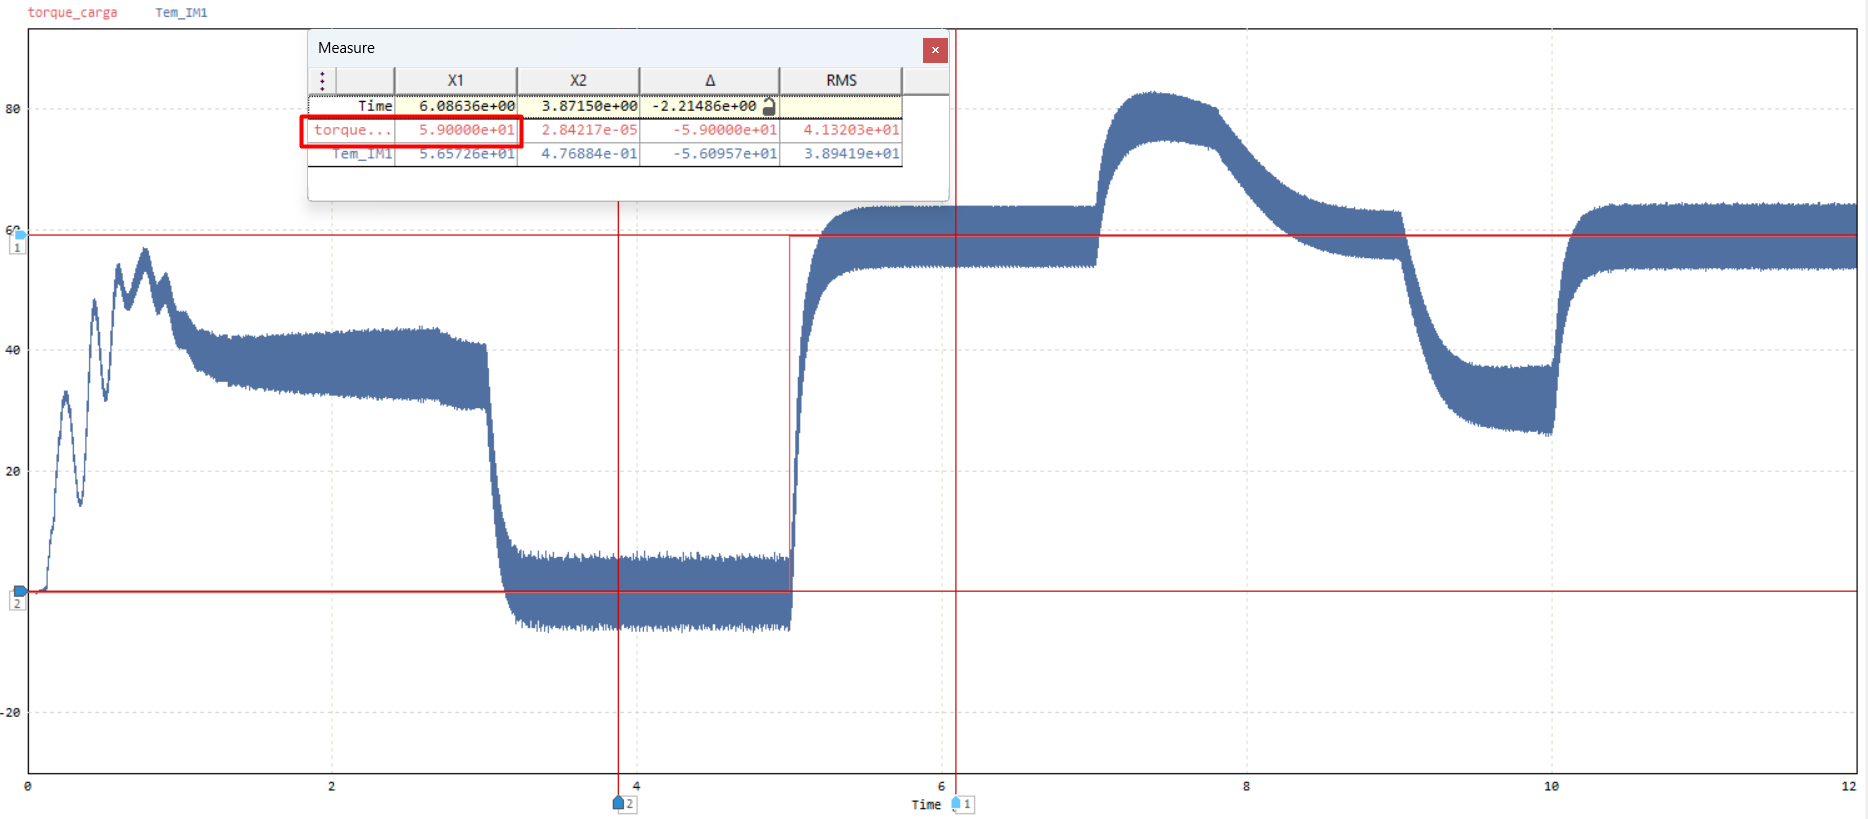 torque_carga Tem_IM1
Measure
X1 X2 Δ RMS
Time 6.08636e+00 3.87150e+00 -2.21486e+00
torque... 5.90000e+01 2.84217e-05 -5.90000e+01 4.13203e+01
Tem_IM1 5.65726e+01 4.76884e-01 -5.60957e+01 3.89419e+01
80
60
1
40
20
0
2
-20
0 2 4 6 8 10 12
2 Time 1